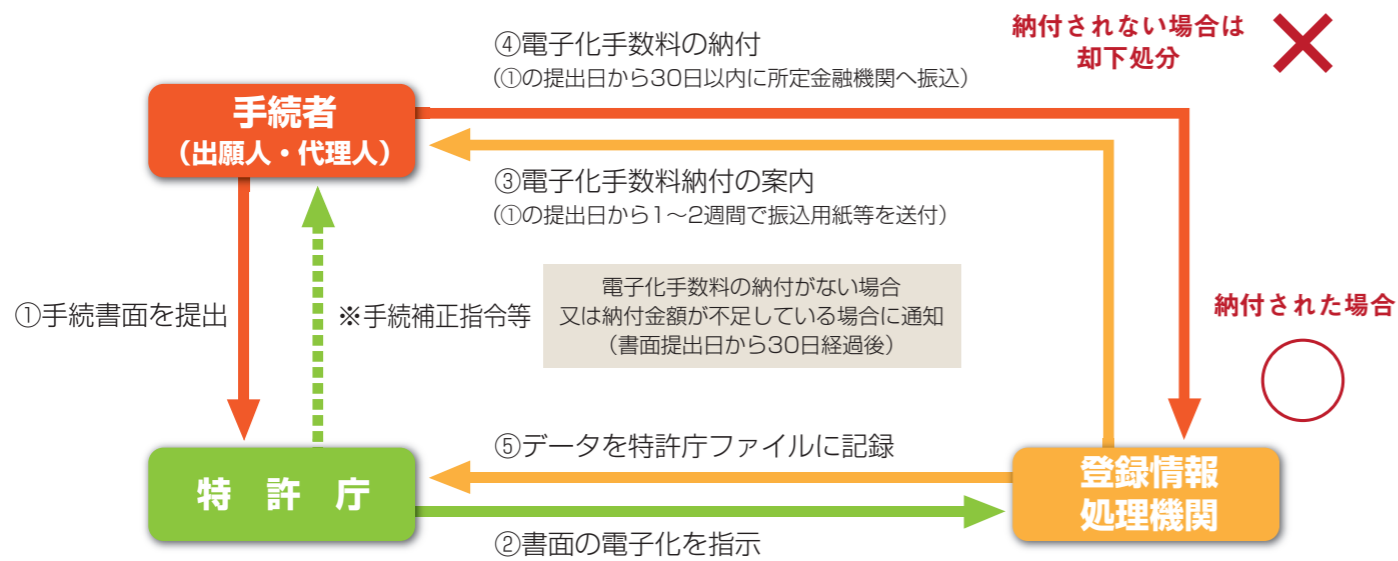 ④電子化手数料の納付
(①の提出日から30日以内に所定金融機関へ振込)
納付されない場合は
却下処分
手続者
(出願人・代理人)
③電子化手数料納付の案内
(①の提出日から1〜2週間で振込用紙等を送付)
①手続書面を提出
※手続補正指令等
電子化手数料の納付がない場合
又は納付金額が不足している場合に通知
(書面提出日から30日経過後)
納付された場合
⑤データを特許庁ファイルに記録
特 許 庁
登録情報
処理機関
②書面の電子化を指示